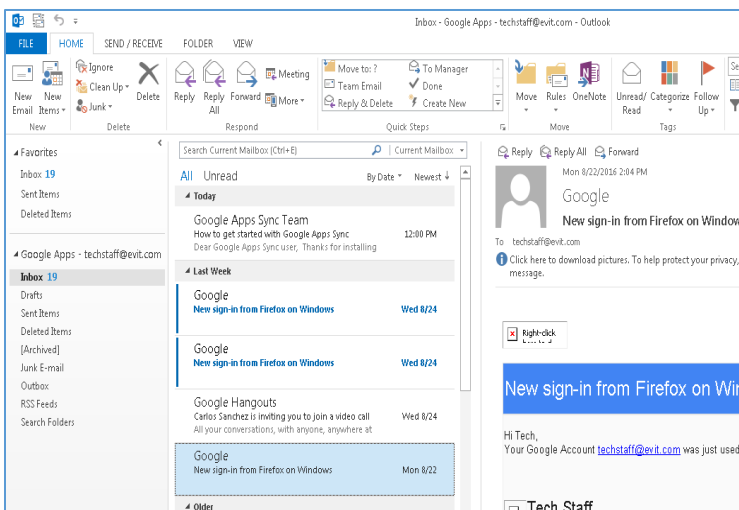 Inbox - Google Apps - techstaff@evit.com - Outlook
FILE HOME SEND / RECEIVE FOLDER VIEW
Ignore
Clean Up
Junk
New Email
New Items
Delete
Reply
Reply All
Forward
Meeting
More
Move to: ?
Team Email
Reply & Delete
To Manager
Done
Create New
Move
Rules
OneNote
Unread/ Read
Categorize
Follow Up
New
Delete
Respond
Quick Steps
Move
Tags
Favorites
Inbox 19
Sent Items
Deleted Items
Google Apps - techstaff@evit.com
Inbox 19
Drafts
Sent Items
Deleted Items
[Archived]
Junk E-mail
Outbox
RSS Feeds
Search Folders
Search Current Mailbox (Ctrl+E) Current Mailbox
All Unread By Date Newest
Today
Google Apps Sync Team
How to get started with Google Apps Sync 12:00 PM
Dear Google Apps Sync user, Thanks for installing
Last Week
Google
New sign-in from Firefox on Windows Wed 8/24
Google
New sign-in from Firefox on Windows Wed 8/24
Google Hangouts
Carlos Sanchez is inviting you to join a video call Wed 8/24
All your conversations, with anyone, anywhere at
Google
New sign-in from Firefox on Windows Mon 8/22
Older
Reply Reply All Forward
Mon 8/22/2016 2:04 PM
Google
New sign-in from Firefox on Window
To techstaff@evit.com
Click here to download pictures. To help protect your privacy,
message.
Right-click
New sign-in from Firefox on Win
Hi Tech,
Your Google Account techstaff@evit.com was just used
Tech Staff